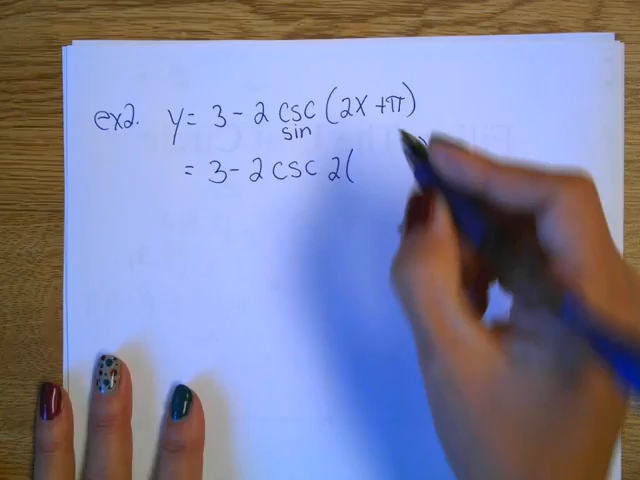 ex2. y = 3 - 2 csc (2x + π)
sin
= 3 - 2 csc 2(